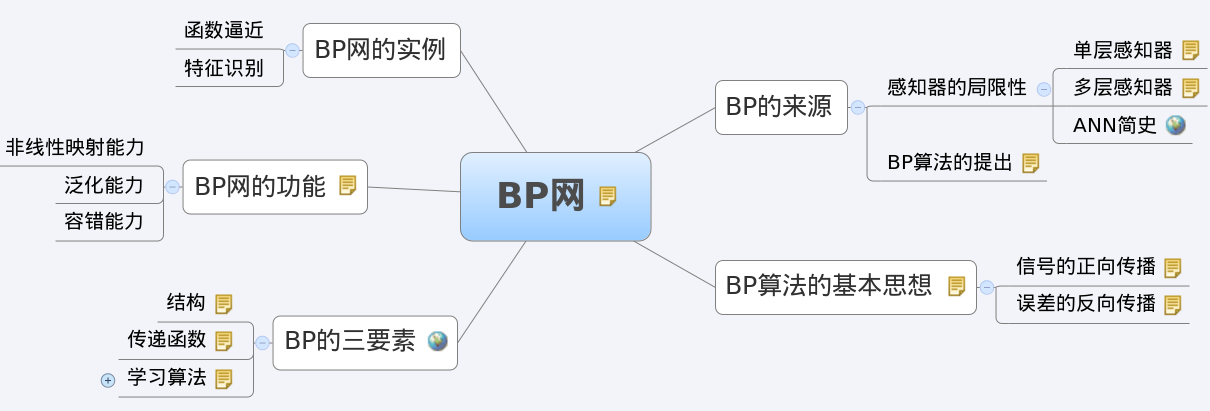 BP网
BP网的实例
函数逼近
特征识别
BP网的功能
非线性映射能力
泛化能力
容错能力
BP的三要素
结构
传递函数
学习算法
BP的来源
感知器的局限性
单层感知器
多层感知器
ANN简史
BP算法的提出
BP算法的基本思想
信号的正向传播
误差的反向传播